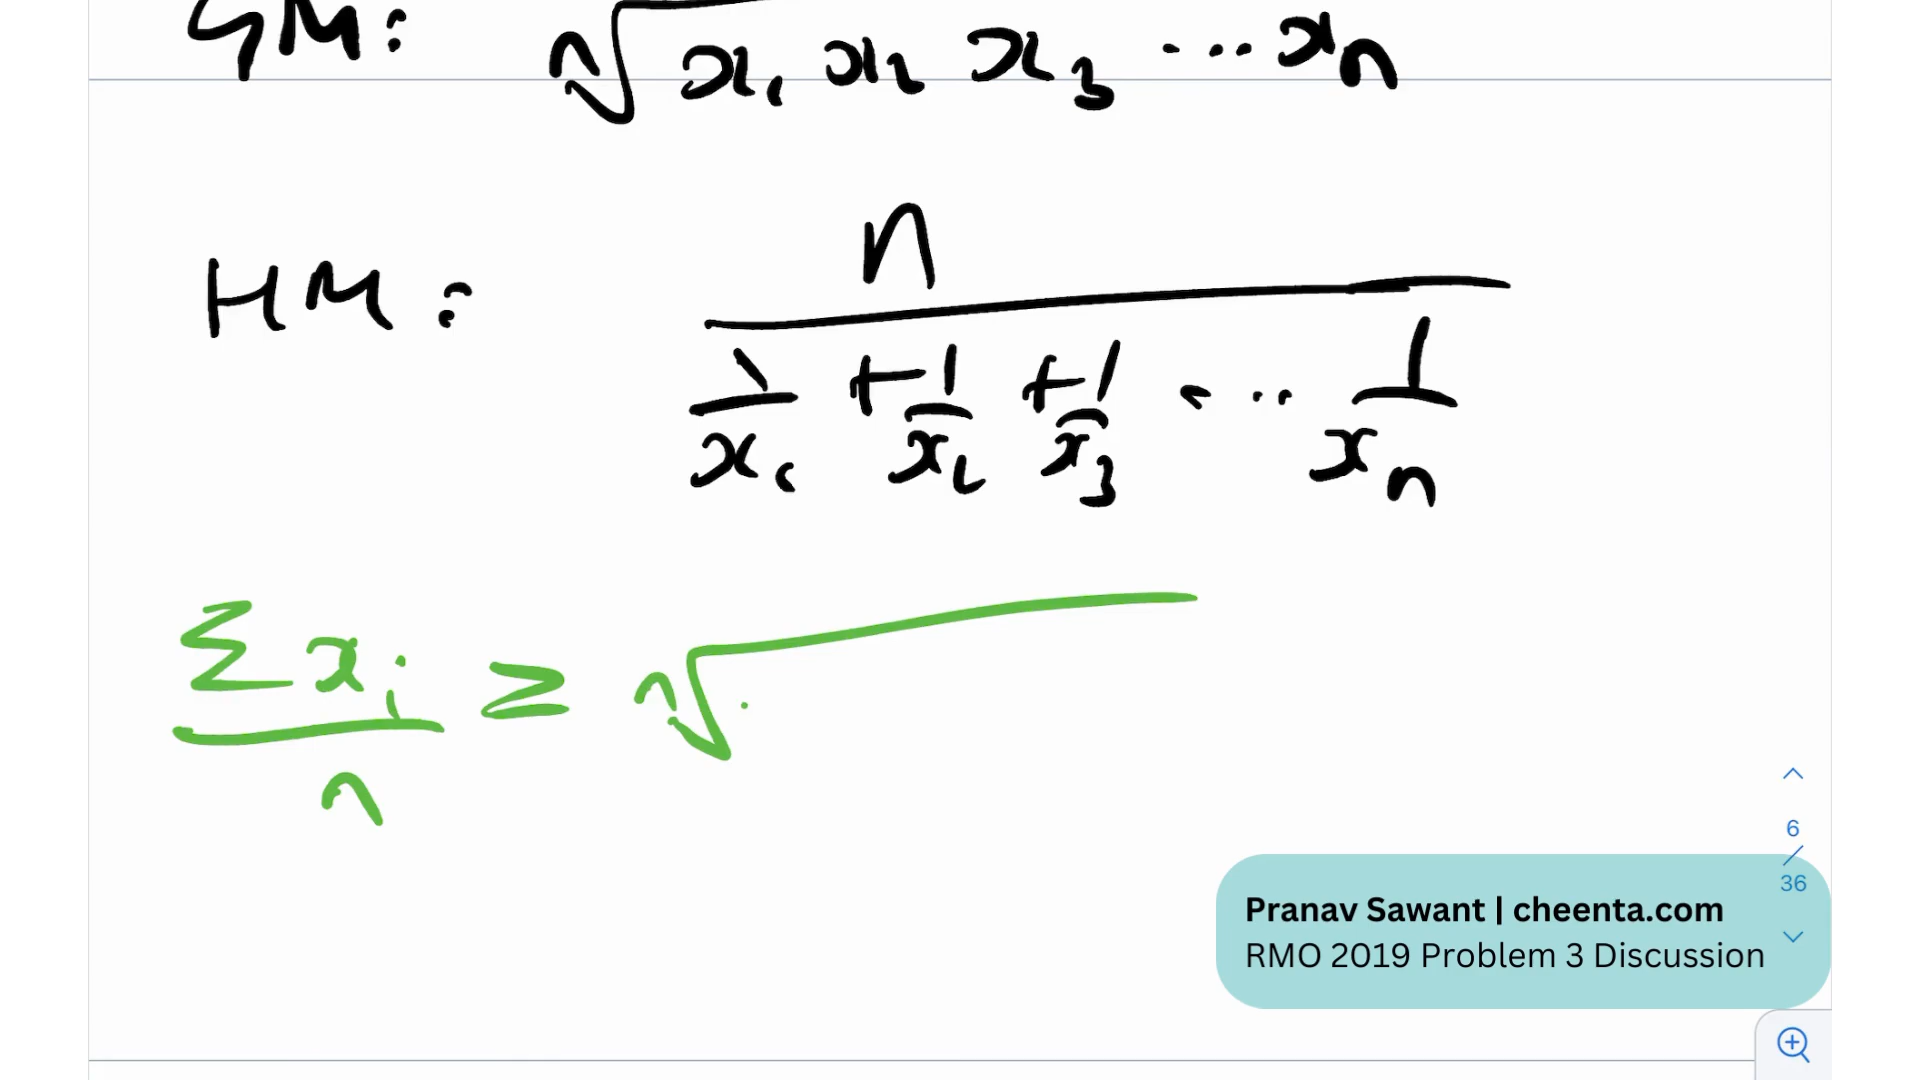 GM: n√x₁ x₂ x₃ ... xₙ
n
HM:
1/x₁ + 1/x₂ + 1/x₃ ... 1/xₙ
Σxᵢ/n ≥ n√
6
/
36
Pranav Sawant | cheenta.com
RMO 2019 Problem 3 Discussion